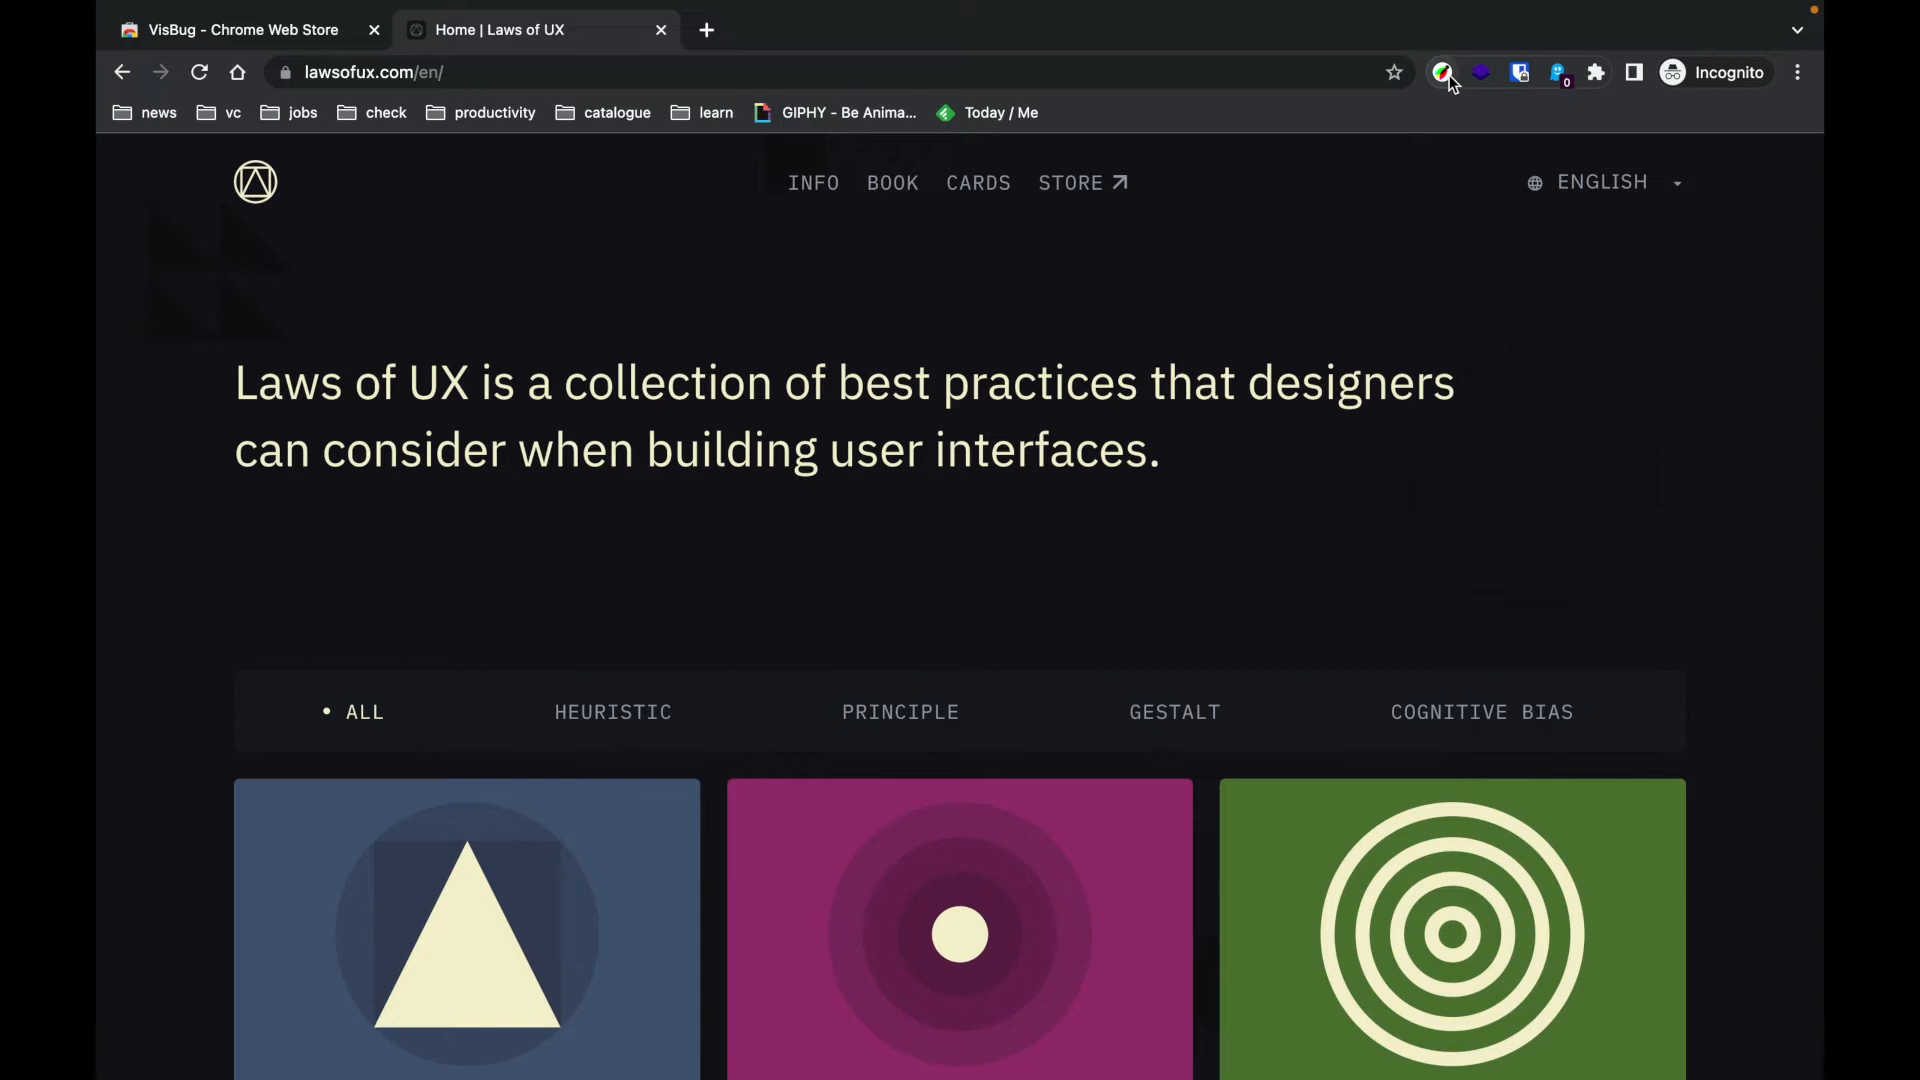 VisBug - Chrome Web Store
Home | Laws of UX
lawsofux.com/en/
0
Incognito
news
vc
jobs
check
productivity
catalogue
learn
GIPHY - Be Anima...
Today / Me
INFO
BOOK
CARDS
STORE
ENGLISH
Laws of UX is a collection of best practices that designers
can consider when building user interfaces.
• ALL
HEURISTIC
PRINCIPLE
GESTALT
COGNITIVE BIAS